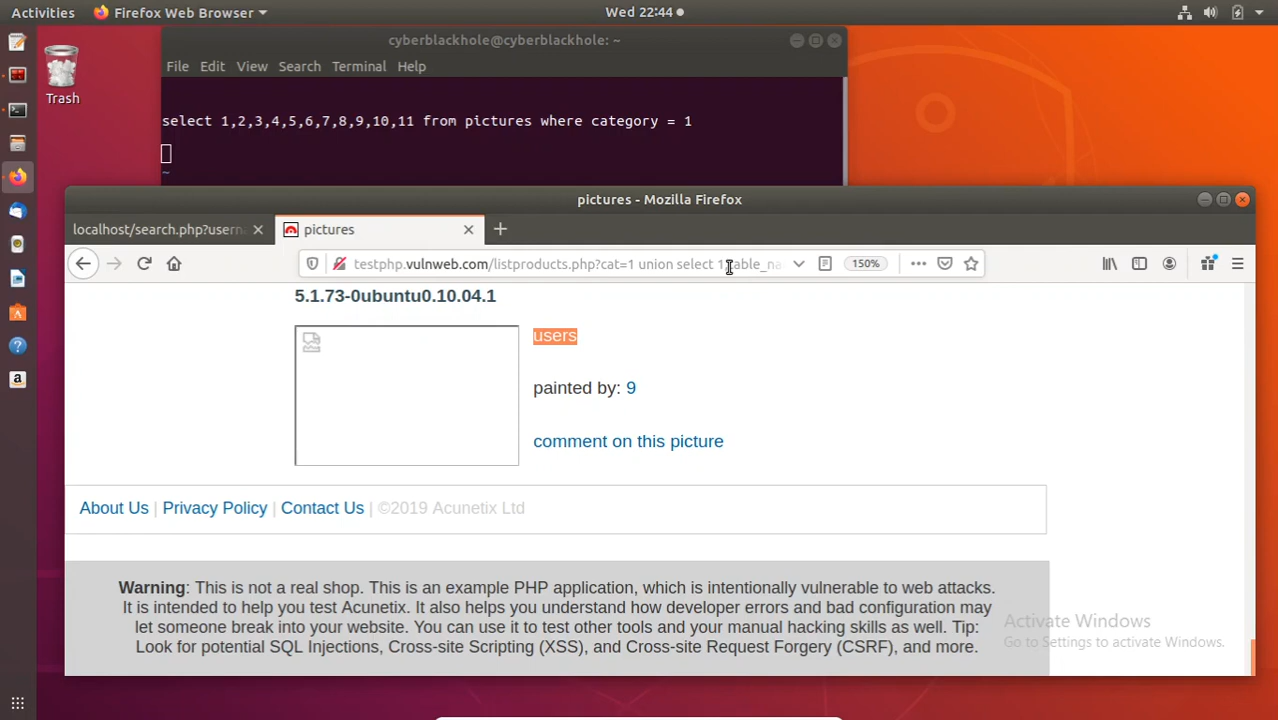 Activities Firefox Web Browser Wed 22:44
cyberblackhole@cyberblackhole: ~
File Edit View Search Terminal Help
Trash
select 1,2,3,4,5,6,7,8,9,10,11 from pictures where category = 1
~
pictures - Mozilla Firefox
localhost/search.php?userna pictures
testphp.vulnweb.com/listproducts.php?cat=1 union select 1,table_na 150%
5.1.73-0ubuntu0.10.04.1
users
painted by: 9
comment on this picture
About Us | Privacy Policy | Contact Us | ©2019 Acunetix Ltd
Warning: This is not a real shop. This is an example PHP application, which is intentionally vulnerable to web attacks.
It is intended to help you test Acunetix. It also helps you understand how developer errors and bad configuration may
let someone break into your website. You can use it to test other tools and your manual hacking skills as well. Tip:
Look for potential SQL Injections, Cross-site Scripting (XSS), and Cross-site Request Forgery (CSRF), and more.
Activate Windows
Go to Settings to activate Windows.